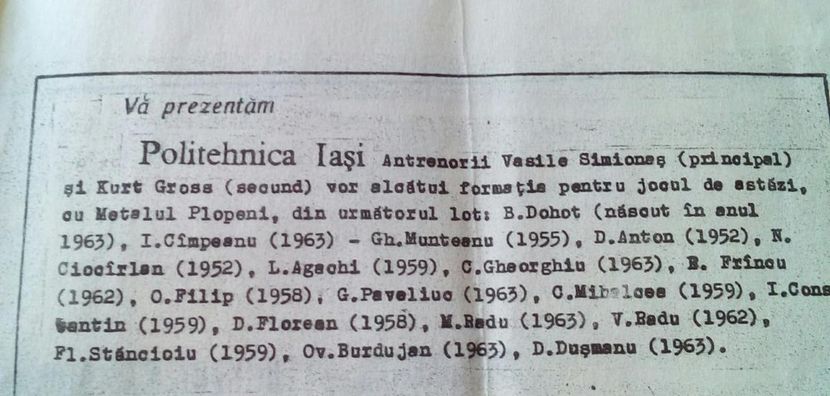 Vă prezentăm
Politehnica Iaşi Antrenorii Vasile Simionaş (principal)
şi Kurt Gross (secund) vor alcătui formaţia pentru jocul de astăzi,
cu Metalul Plopeni, din următorul lot: B.Dohot (născut în anul
1963), I.Cîmpeanu (1963) - Gh.Munteanu (1955), D.Anton (1952), N.
Ciocîrlan (1952), L.Agachi (1959), C.Gheorghiu (1963), R. Frîncu
(1962), O.Filip (1958), G.Paveliuc (1963), C.Mihalcea (1959), I.Cons
tantin (1959), D.Florean (1958), M.Radu (1963), V.Radu (1962),
Fl.Stăncioiu (1959), Ov.Burdujan (1963), D.Duşmanu (1963).